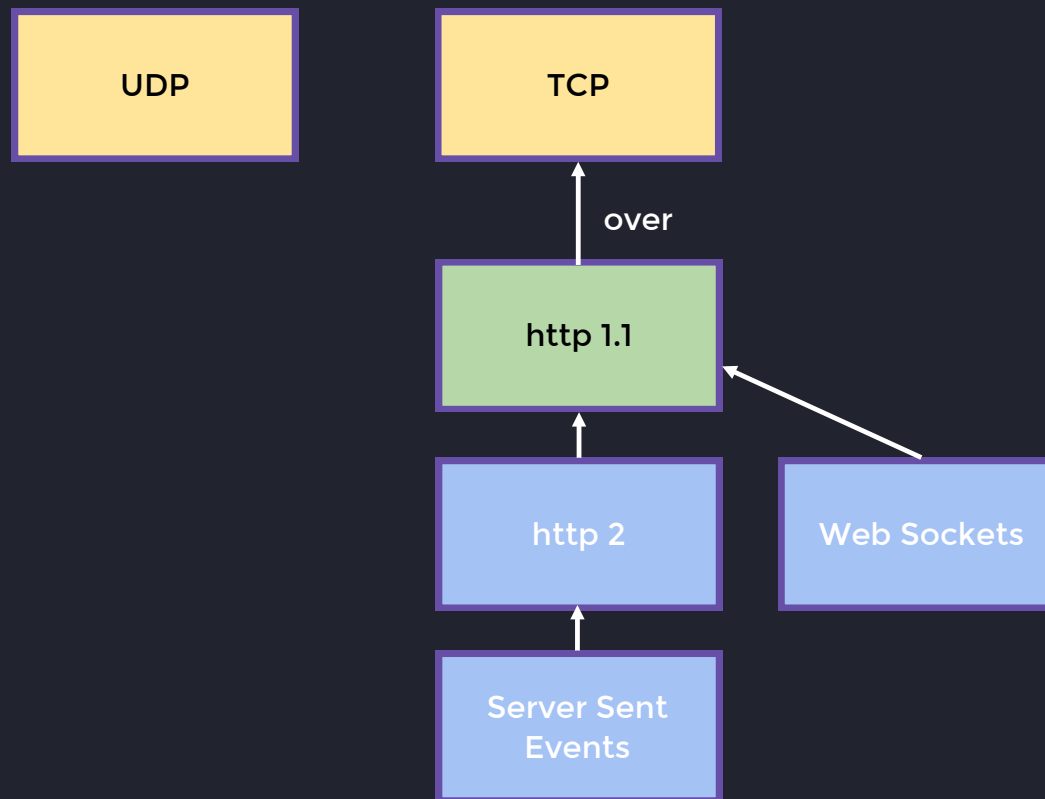 UDP
TCP
over
http 1.1
http 2
Web Sockets
Server Sent
Events